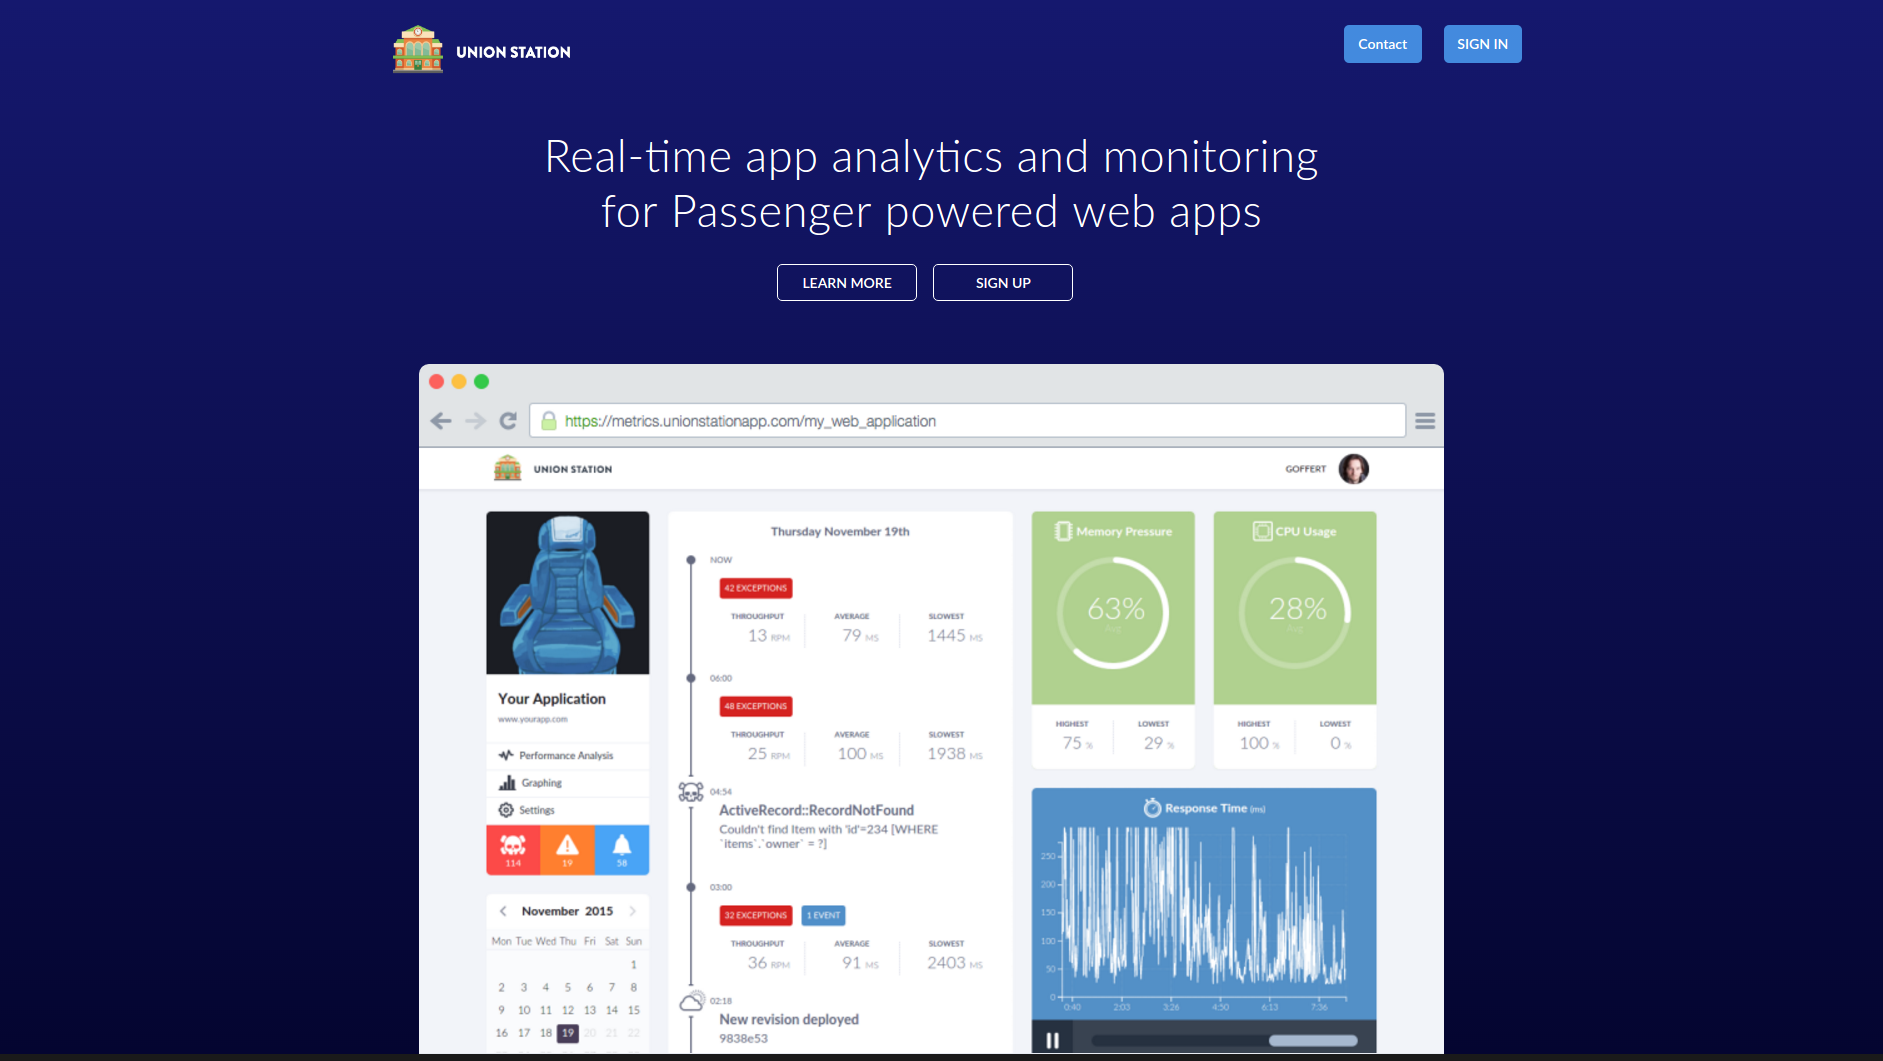 UNION STATION
Contact
SIGN IN
Real-time app analytics and monitoring
for Passenger powered web apps
LEARN MORE
SIGN UP
https://metrics.unionstationapp.com/my_web_application
UNION STATION
GOFFERT
Your Application
www.yourapp.com
Performance Analysis
Graphing
Settings
114 19 58
November 2015
Mon Tue Wed Thu Fri Sat Sun
1
2 3 4 5 6 7 8
9 10 11 12 13 14 15
16 17 18 19 20 21 22
Thursday November 19th
NOW
42 EXCEPTIONS
THROUGHPUT AVERAGE SLOWEST
13 RPM 79 MS 1445 MS
06:00
48 EXCEPTIONS
THROUGHPUT AVERAGE SLOWEST
25 RPM 100 MS 1938 MS
04:54
ActiveRecord::RecordNotFound
Couldn't find Item with 'id'=234 [WHERE
`items`.`owner` = ?]
03:00
32 EXCEPTIONS 1 EVENT
THROUGHPUT AVERAGE SLOWEST
36 RPM 91 MS 2403 MS
02:18
New revision deployed
9838e53
Memory Pressure
63%
Avg
HIGHEST LOWEST
75 % 29 %
CPU Usage
28%
Avg
HIGHEST LOWEST
100 % 0 %
Response Time (ms)
250
200
150
100
50
0
0:40 2:03 3:26 4:50 6:13 7:36